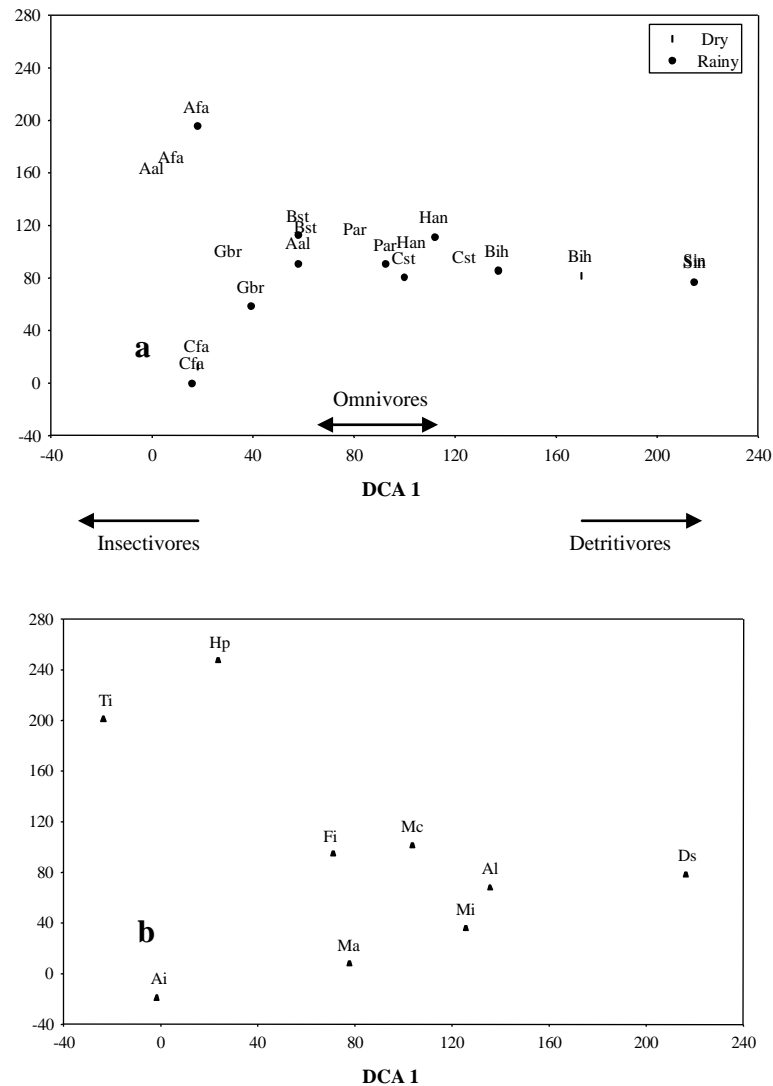 280
240
200
160
120
80
40
0
-40
Dry
Rainy
Afa
Afa
Aal
Bst
Bst
Par
Han
Gbr
Aal
Par
Han
Cst
Cst
Bih
Bih
Sin
Sin
Gbr
a
Cfa
Cfa
Omnivores
-40 0 40 80 120 160 200 240
DCA 1
Insectivores
Detritivores
280
240
200
160
120
80
40
0
-40
Hp
Ti
Fi
Mc
Al
Ds
Mi
b
Ma
Ai
-40 0 40 80 120 160 200 240
DCA 1